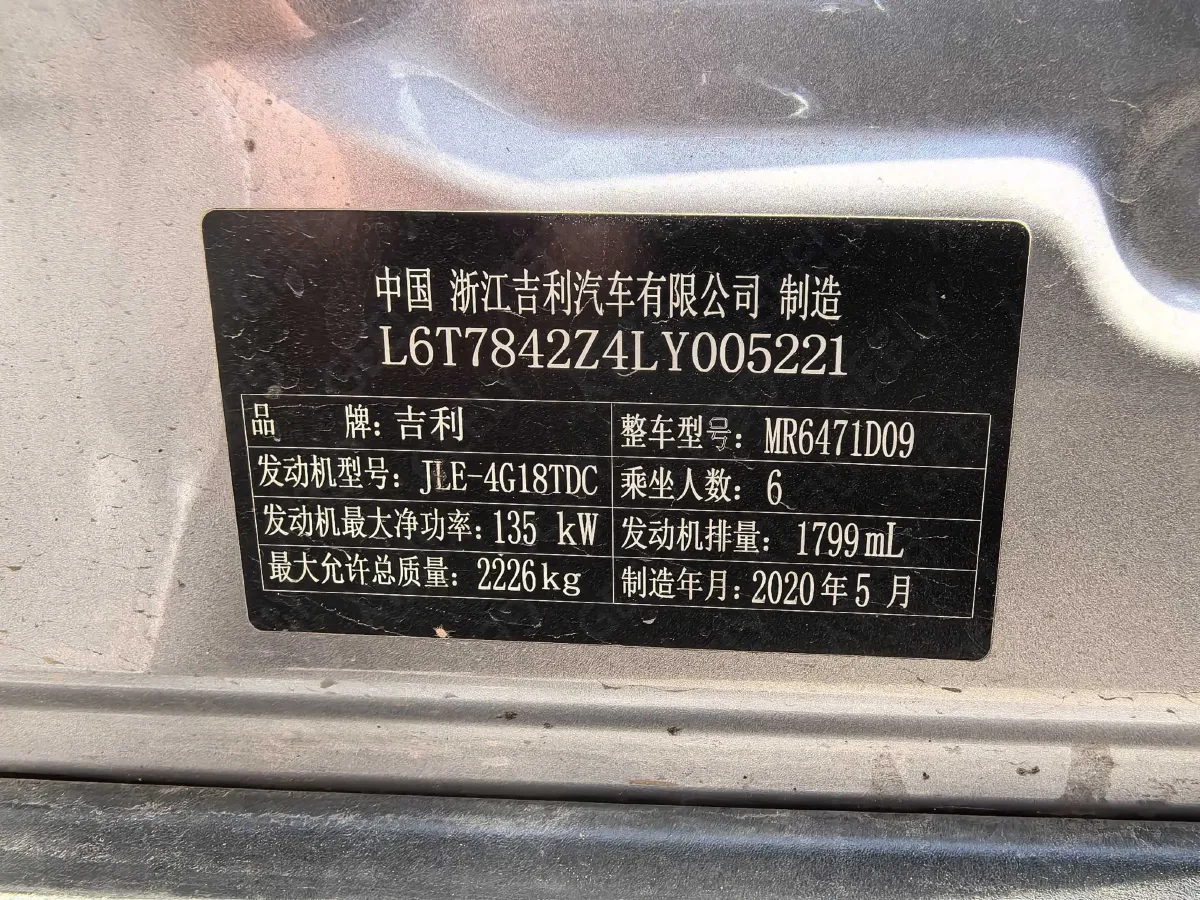 中国 浙江吉利汽车有限公司 制造
L6T7842Z4LY005221
品 牌：吉利 整车型号：MR6471D09
发动机型号：JLE-4G18TDC 乘坐人数：6
发动机最大净功率：135 kW 发动机排量：1799mL
最大允许总质量：2226kg 制造年月：2020年5月